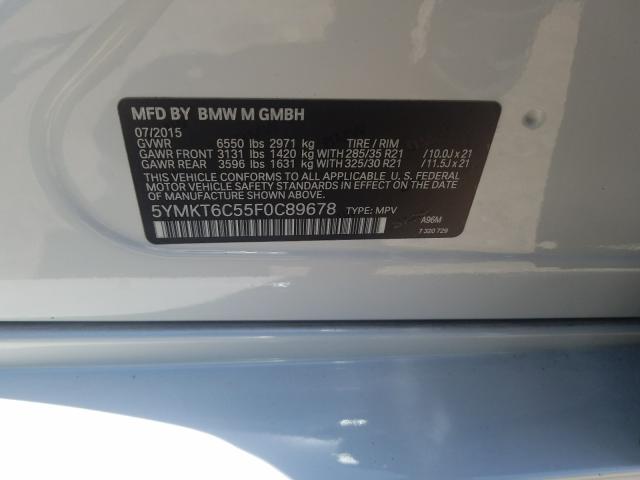 MFD BY BMW M GMBH
07/2015
GVWR 6550 lbs 2971 kg TIRE / RIM
GAWR FRONT 3131 lbs 1420 kg WITH 285/35 R21 /10.0J x 21
GAWR REAR 3596 lbs 1631 kg WITH 325/30 R21 /11.5J x 21
THIS VEHICLE CONFORMS TO ALL APPLICABLE U.S. FEDERAL
MOTOR VEHICLE SAFETY STANDARDS IN EFFECT ON THE
DATE OF MANUFACTURE SHOWN ABOVE.
5YMKT6C55F0C89678 TYPE: MPV
A96M
7 320 729